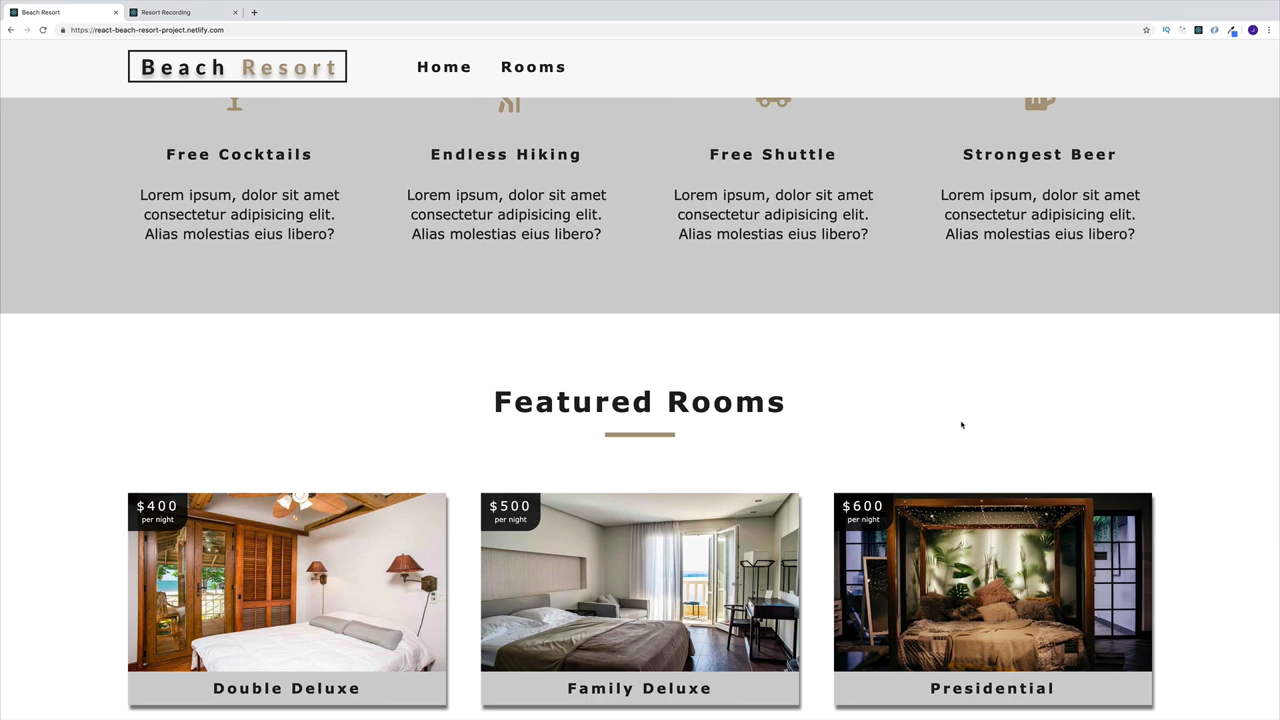 Beach Resort
Resort Recording
https://react-beach-resort-project.netlify.com
Beach Resort
Home
Rooms
Free Cocktails
Lorem ipsum, dolor sit amet
consectetur adipisicing elit.
Alias molestias eius libero?
Endless Hiking
Lorem ipsum, dolor sit amet
consectetur adipisicing elit.
Alias molestias eius libero?
Free Shuttle
Lorem ipsum, dolor sit amet
consectetur adipisicing elit.
Alias molestias eius libero?
Strongest Beer
Lorem ipsum, dolor sit amet
consectetur adipisicing elit.
Alias molestias eius libero?
Featured Rooms
$400
per night
Double Deluxe
$500
per night
Family Deluxe
$600
per night
Presidential